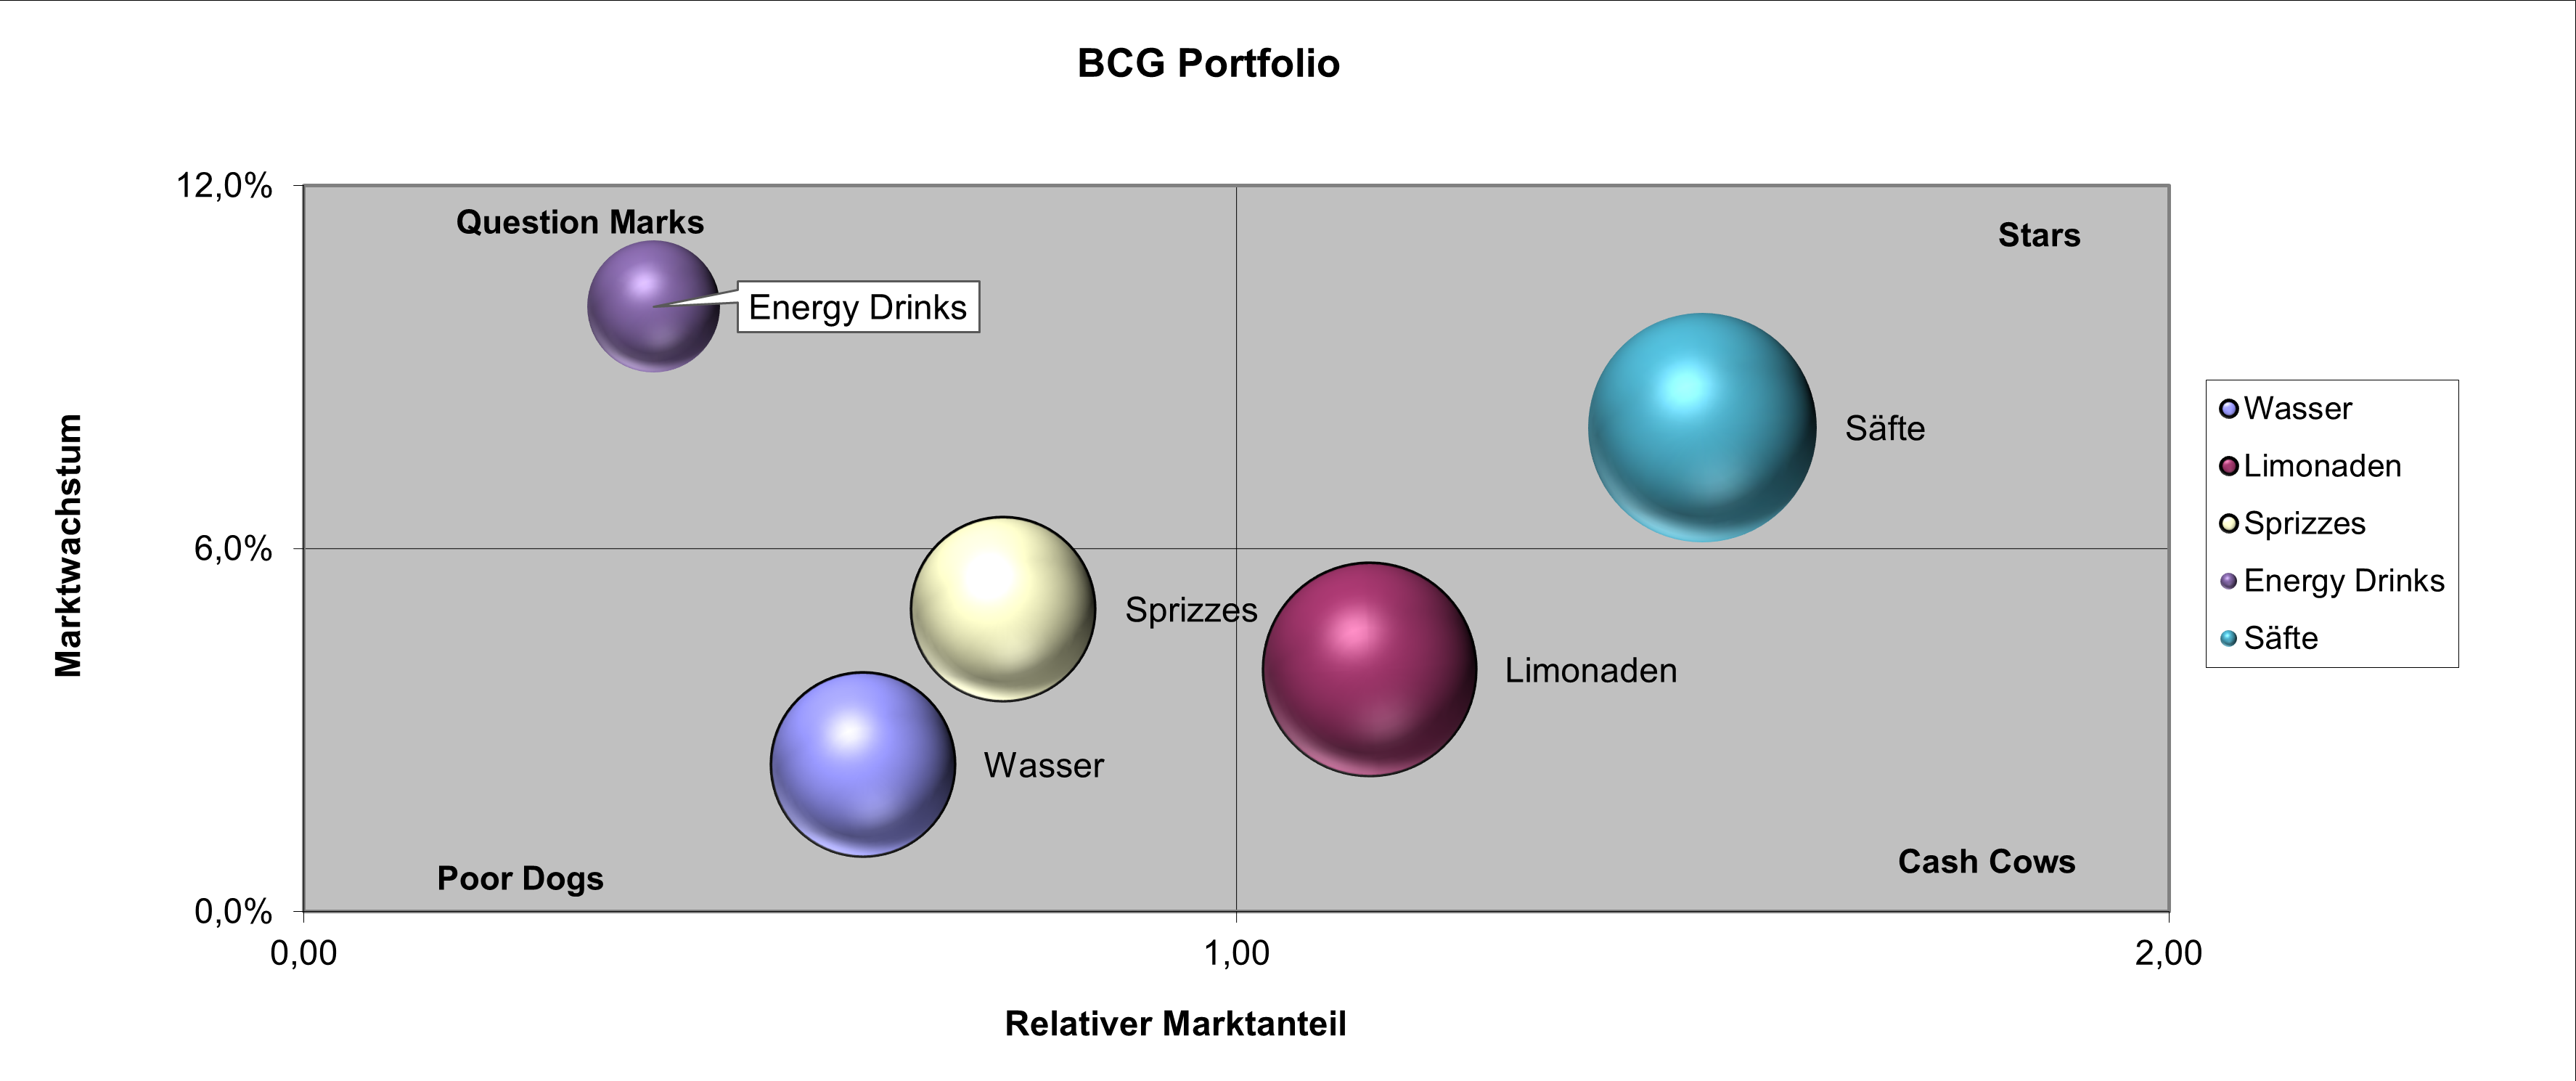 BCG Portfolio
12,0%
Question Marks
Stars
Energy Drinks
Säfte
Marktwachstum
6,0%
Sprizzes
Limonaden
Wasser
Poor Dogs
Cash Cows
0,0%
0,00
1,00
2,00
Relativer Marktanteil
Wasser
Limonaden
Sprizzes
Energy Drinks
Säfte